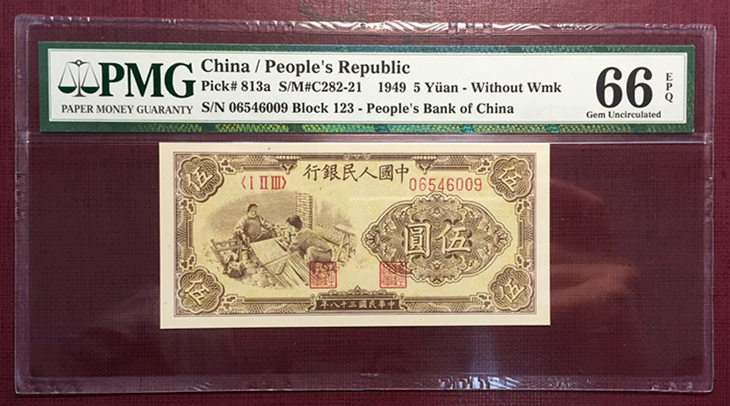 PMG
PAPER MONEY GUARANTY
China / People's Republic
Pick# 813a S/M#C282-21 1949 5 Yüan - Without Wmk
S/N 06546009 Block 123 - People's Bank of China
66 EPQ
Gem Uncirculated
行銀民人國中
〈I II III〉
06546009
伍
伍
圓伍
伍
伍
年八十三國民華中